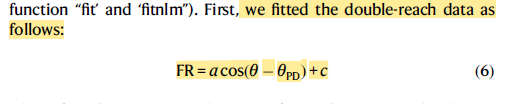 function “fit’ and ‘fitnlm”). First, we fitted the double-reach data as
follows:
FR = a cos(θ − θPD) + c (6)